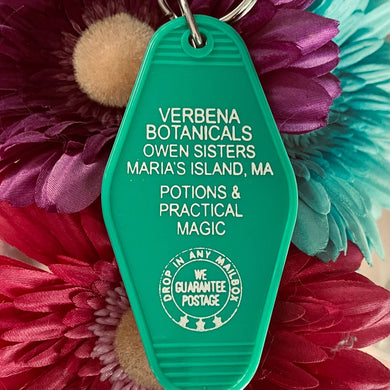 VERBENA
BOTANICALS
OWEN SISTERS
MARIA'S ISLAND, MA
POTIONS &
PRACTICAL
MAGIC
DROP IN ANY MAILBOX
WE
GUARANTEE
POSTAGE